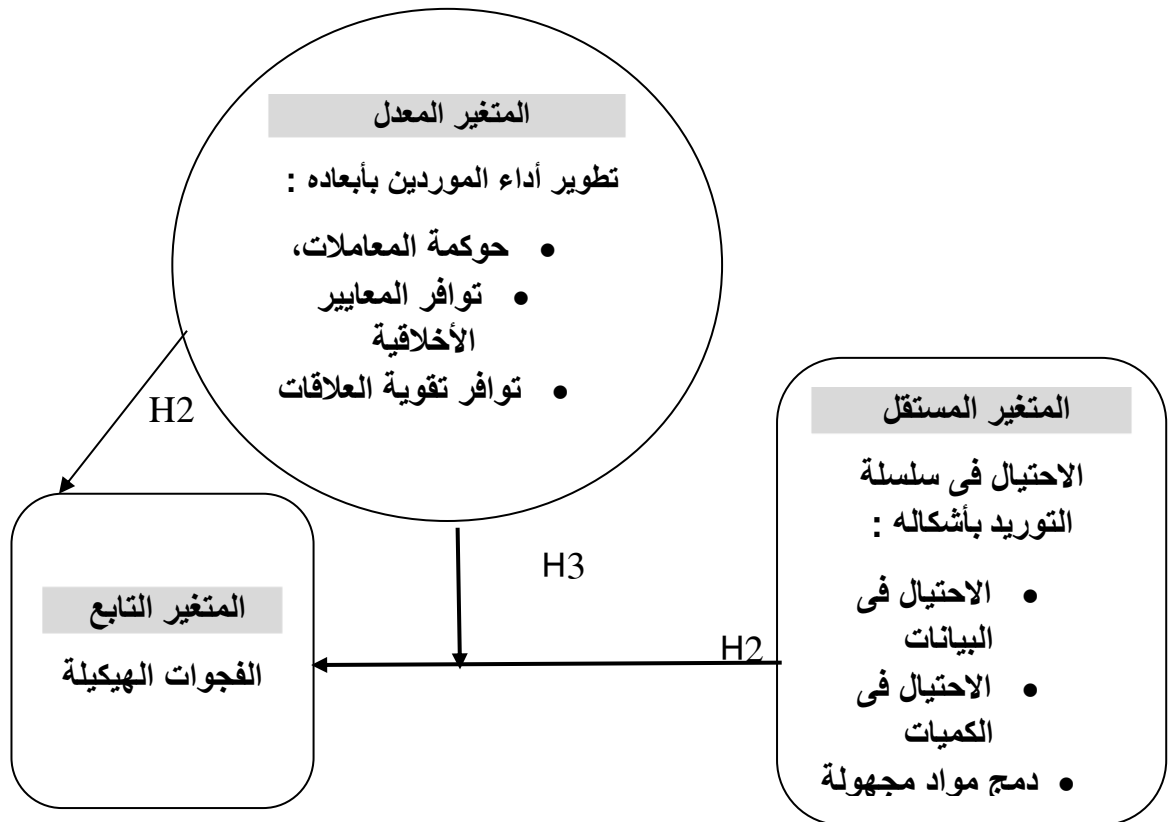 المتغير المعدل
تطوير أداء الموردين بأبعاده :
• حوكمة المعاملات،
• توافر المعايير
الأخلاقية
• توافر تقوية العلاقات
المتغير المستقل
الاحتيال فى سلسلة
التوريد بأشكاله :
• الاحتيال فى
البيانات
• الاحتيال فى
الكميات
• دمج مواد مجهولة
H2
H3
H2
المتغير التابع
الفجوات الهيكيلة